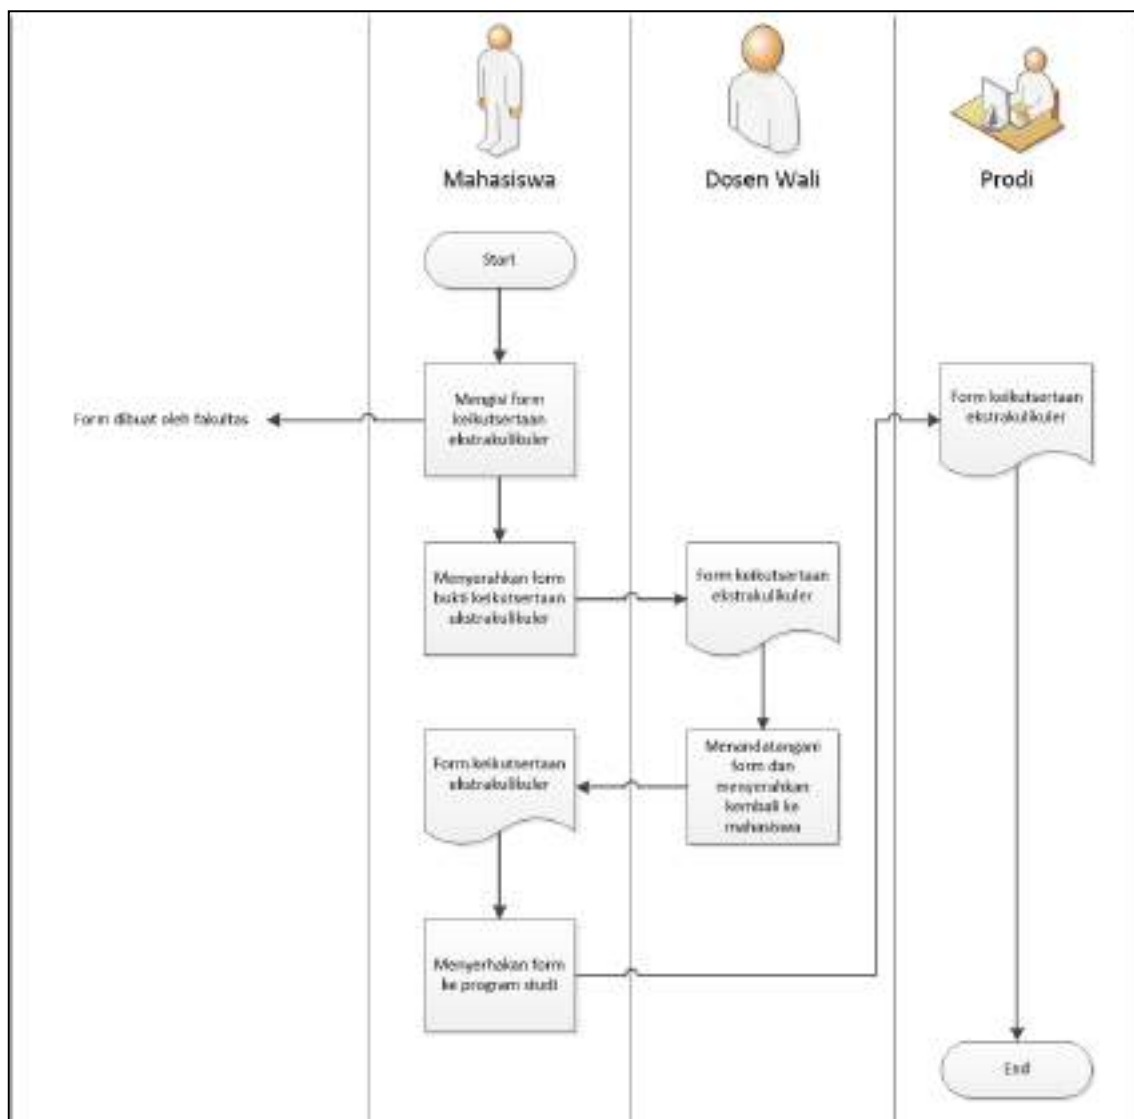 Mahasiswa
Dosen Wali
Prodi
Start
Mengisi form
keikutsertaan
ekstrakulikuler
Form dibuat oleh fakultas
Form keikutsertaan
ekstrakulikuler
Menyerahkan form
bukti keikutsertaan
ekstrakulikuler
Form keikutsertaan
ekstrakulikuler
Menandatangani
form dan
menyerahkan
kembali ke
mahasiswa
Form keikutsertaan
ekstrakulikuler
Menyerhakan form
ke program studi
End